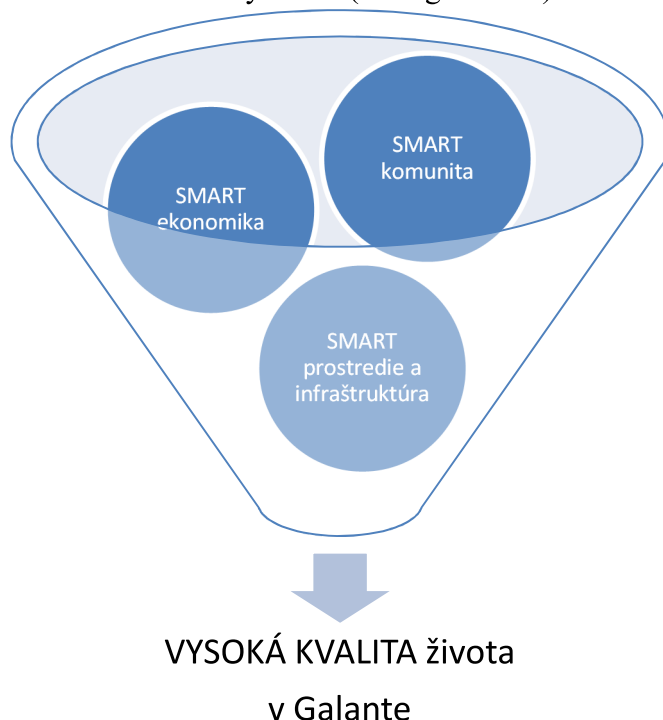 SMART
komunita
SMART
ekonomika
SMART
prostredie a
infraštruktúra
VYSOKÁ KVALITA života
v Galante